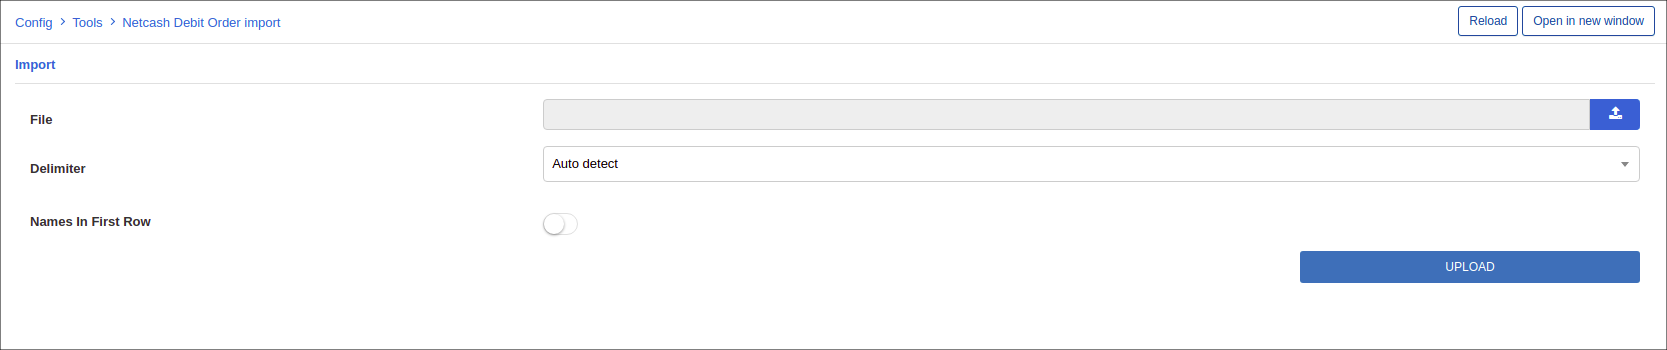 Config > Tools > Netcash Debit Order import
Reload
Open in new window
Import
File
Delimiter
Auto detect
Names In First Row
UPLOAD